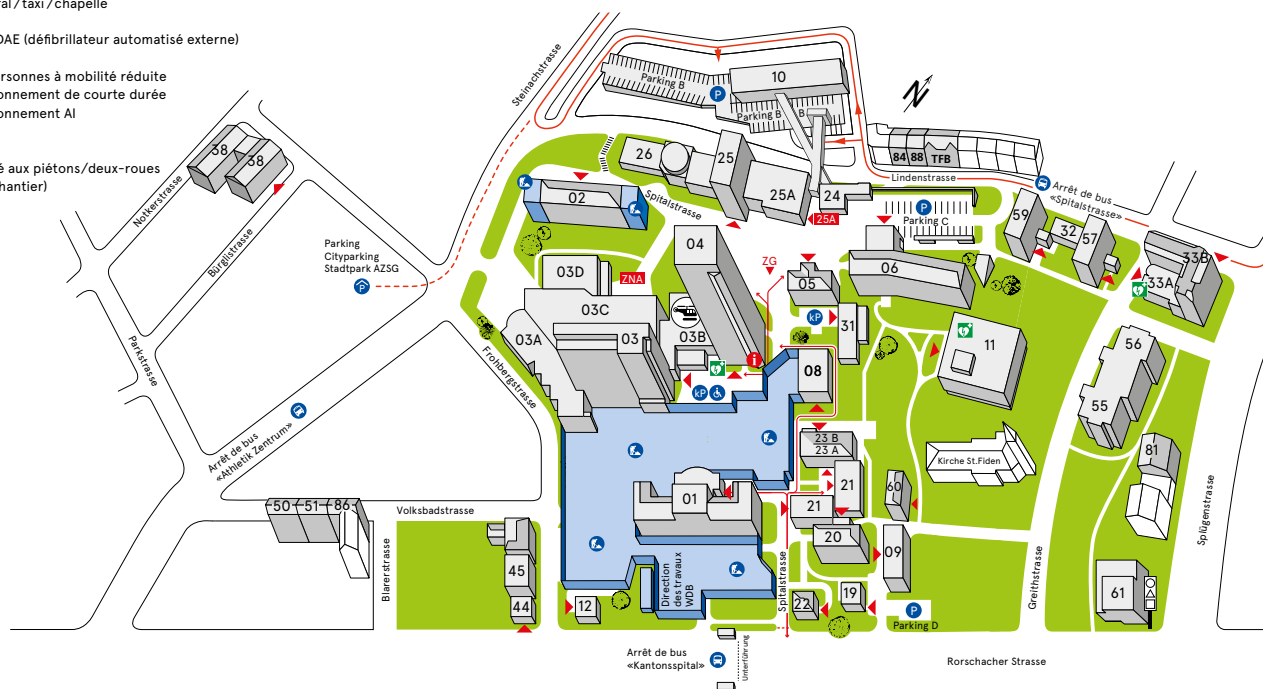 ral/taxi/chapelle
DAE (défibrillateur automatisé externe)
ersonnes à mobilité réduite
onnement de courte durée
onnement AI
é aux piétons/deux-roues
hantier)
Steinachstrasse
Parking B
P
10
Parking B
B
N
38
38
Notkerstrasse
Bürglistrasse
Parkstrasse
26
25
25A
24
25A
84
88
TFB
Lindenstrasse
Arrêt de bus
«Spitalstrasse»
P
Parking C
02
Spitalstrasse
59
32
57
33B
33A
Parking
Cityparking
Stadtpark AZSG
P
04
ZG
06
05
03D
ZNA
03C
03A
03
03B
kP
31
11
i
kP
08
56
55
Frohbergstrasse
Arrêt de bus
«Athletik Zentrum»
23 B
23 A
Kirche St.Fiden
81
21
60
01
21
20
09
50
51
86
Volksbadstrasse
Blarerstrasse
45
44
12
Direction
des travaux
WDB
Spitalstrasse
22
19
P
Parking D
Greithstrasse
Splügenstrasse
61
Arrêt de bus
«Kantonsspital»
Unterführung
Rorschacher Strasse